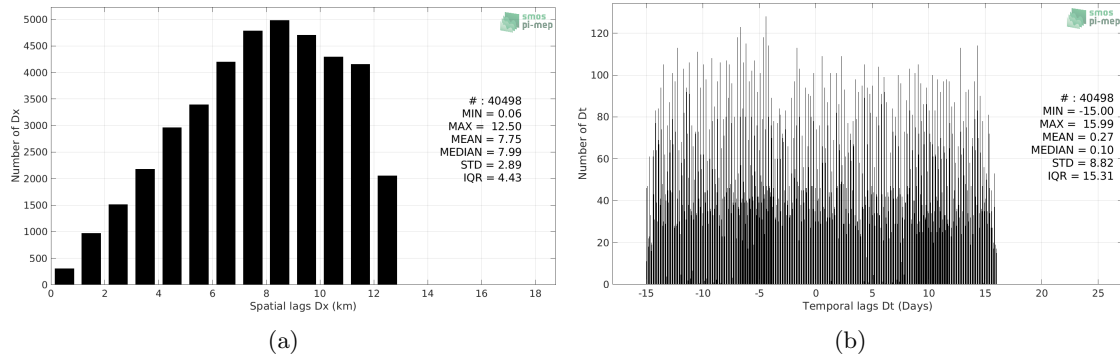 5000
4500
4000
3500
3000
2500
2000
1500
1000
500
0
Number of Dx
0 2 4 6 8 10 12 14 16 18
Spatial lags Dx (km)
smos
pi-mep
# : 40498
MIN = 0.06
MAX = 12.50
MEAN = 7.75
MEDIAN = 7.99
STD = 2.89
IQR = 4.43
(a)
120
100
80
60
40
20
0
Number of Dt
-15 -10 -5 0 5 10 15 20 25
Temporal lags Dt (Days)
smos
pi-mep
# : 40498
MIN = -15.00
MAX = 15.99
MEAN = 0.27
MEDIAN = 0.10
STD = 8.82
IQR = 15.31
(b)